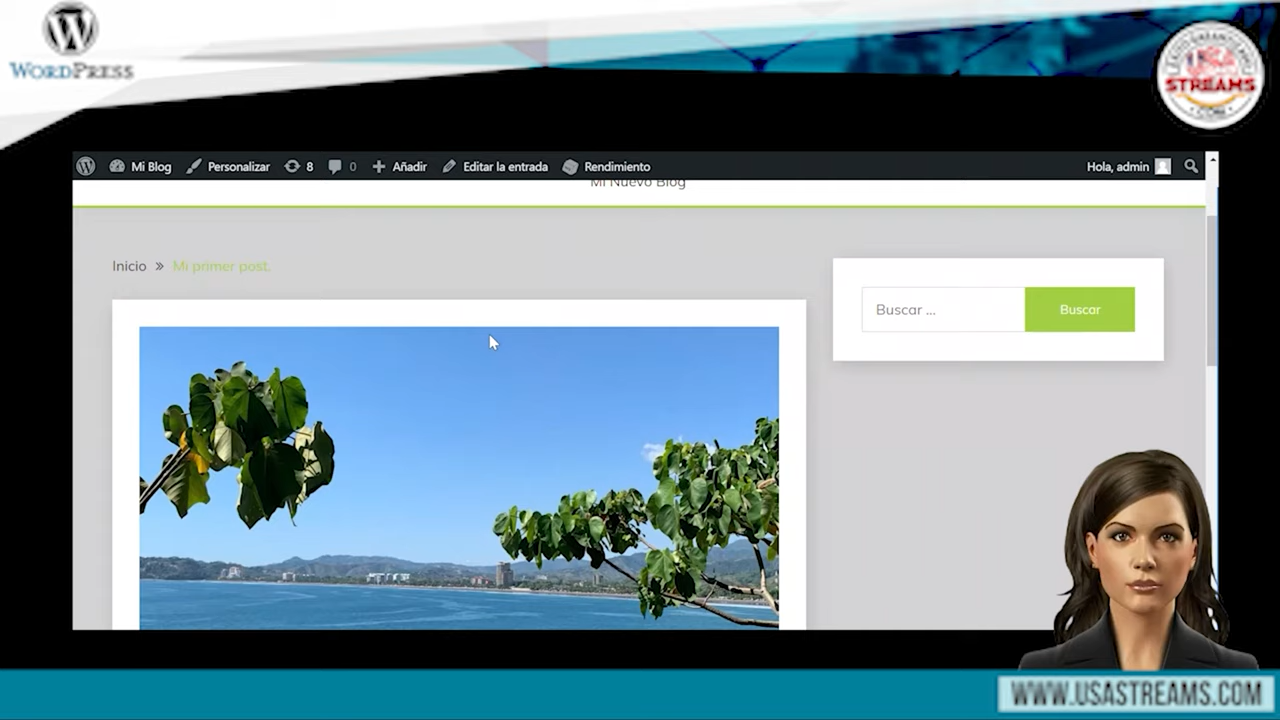 WORDPRESS
STREAMS
.COM
Mi Blog
Personalizar
8
0
Añadir
Editar la entrada
Rendimiento
Hola, admin
Mi Nuevo Blog
Inicio » Mi primer post.
Buscar ...
Buscar
WWW.USASTREAMS.COM